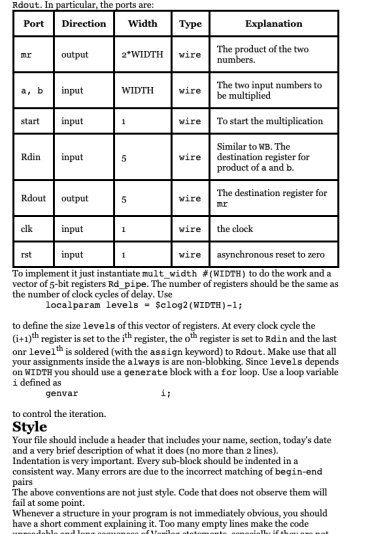 Rdout. In particular, the ports are:
Port Direction Width Type Explanation
mr output 2*WIDTH wire The product of the two
numbers.
a, b input WIDTH wire The two input numbers to
be multiplied
start input 1 wire To start the multiplication
Rdin input 5 wire Similar to WB. The
destination register for
product of a and b.
Rdout output 5 wire The destination register for
mr
clk input 1 wire the clock
rst input 1 wire asynchronous reset to zero
To implement it just instantiate mult_width #(WIDTH) to do the work and a
vector of 5-bit registers Rd_pipe. The number of registers should be the same as
the number of clock cycles of delay. Use
localparam levels = $clog2(WIDTH)-1;
to define the size levels of this vector of registers. At every clock cycle the
(i+1)th register is set to the ith register, the 0th register is set to Rdin and the last
onr levelth is soldered (with the assign keyword) to Rdout. Make use that all
your assignments inside the always is are non-blobking. Since levels depends
on WIDTH you should use a generate block with a for loop. Use a loop variable
i defined as
genvar i;
to control the iteration.
Style
Your file should include a header that includes your name, section, today's date
and a very brief description of what it does (no more than 2 lines).
Indentation is very important. Every sub-block should be indented in a
consistent way. Many errors are due to the incorrect matching of begin-end
pairs
The above conventions are not just style. Code that does not observe them will
fail at some point.
Whenever a structure in your program is not immediately obvious, you should
have a short comment explaining it. Too many empty lines make the code